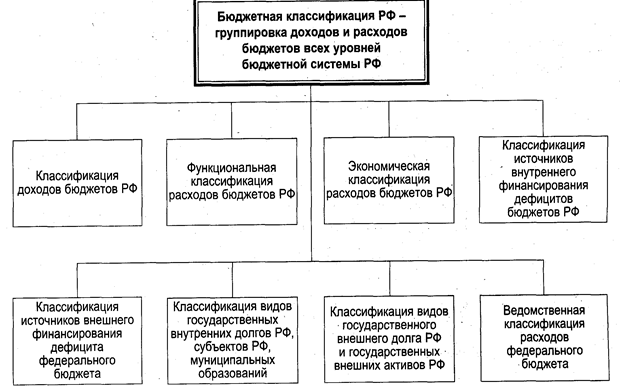 Бюджетная классификация РФ –
группировка доходов и расходов
бюджетов всех уровней
бюджетной системы РФ
Классификация
доходов бюджетов РФ
Функциональная
классификация
расходов бюджетов РФ
Экономическая
классификация
расходов бюджетов РФ
Классификация
источников
внутреннего
финансирования
дефицитов
бюджетов РФ
Классификация
источников внешнего
финансирования
дефицита
федерального
бюджета
Классификация видов
государственных
внутренних долгов РФ,
субъектов РФ,
муниципальных
образований
Классификация видов
государственного
внешнего долга РФ
и государственных
внешних активов РФ
Ведомственная
классификация
расходов
федерального
бюджета